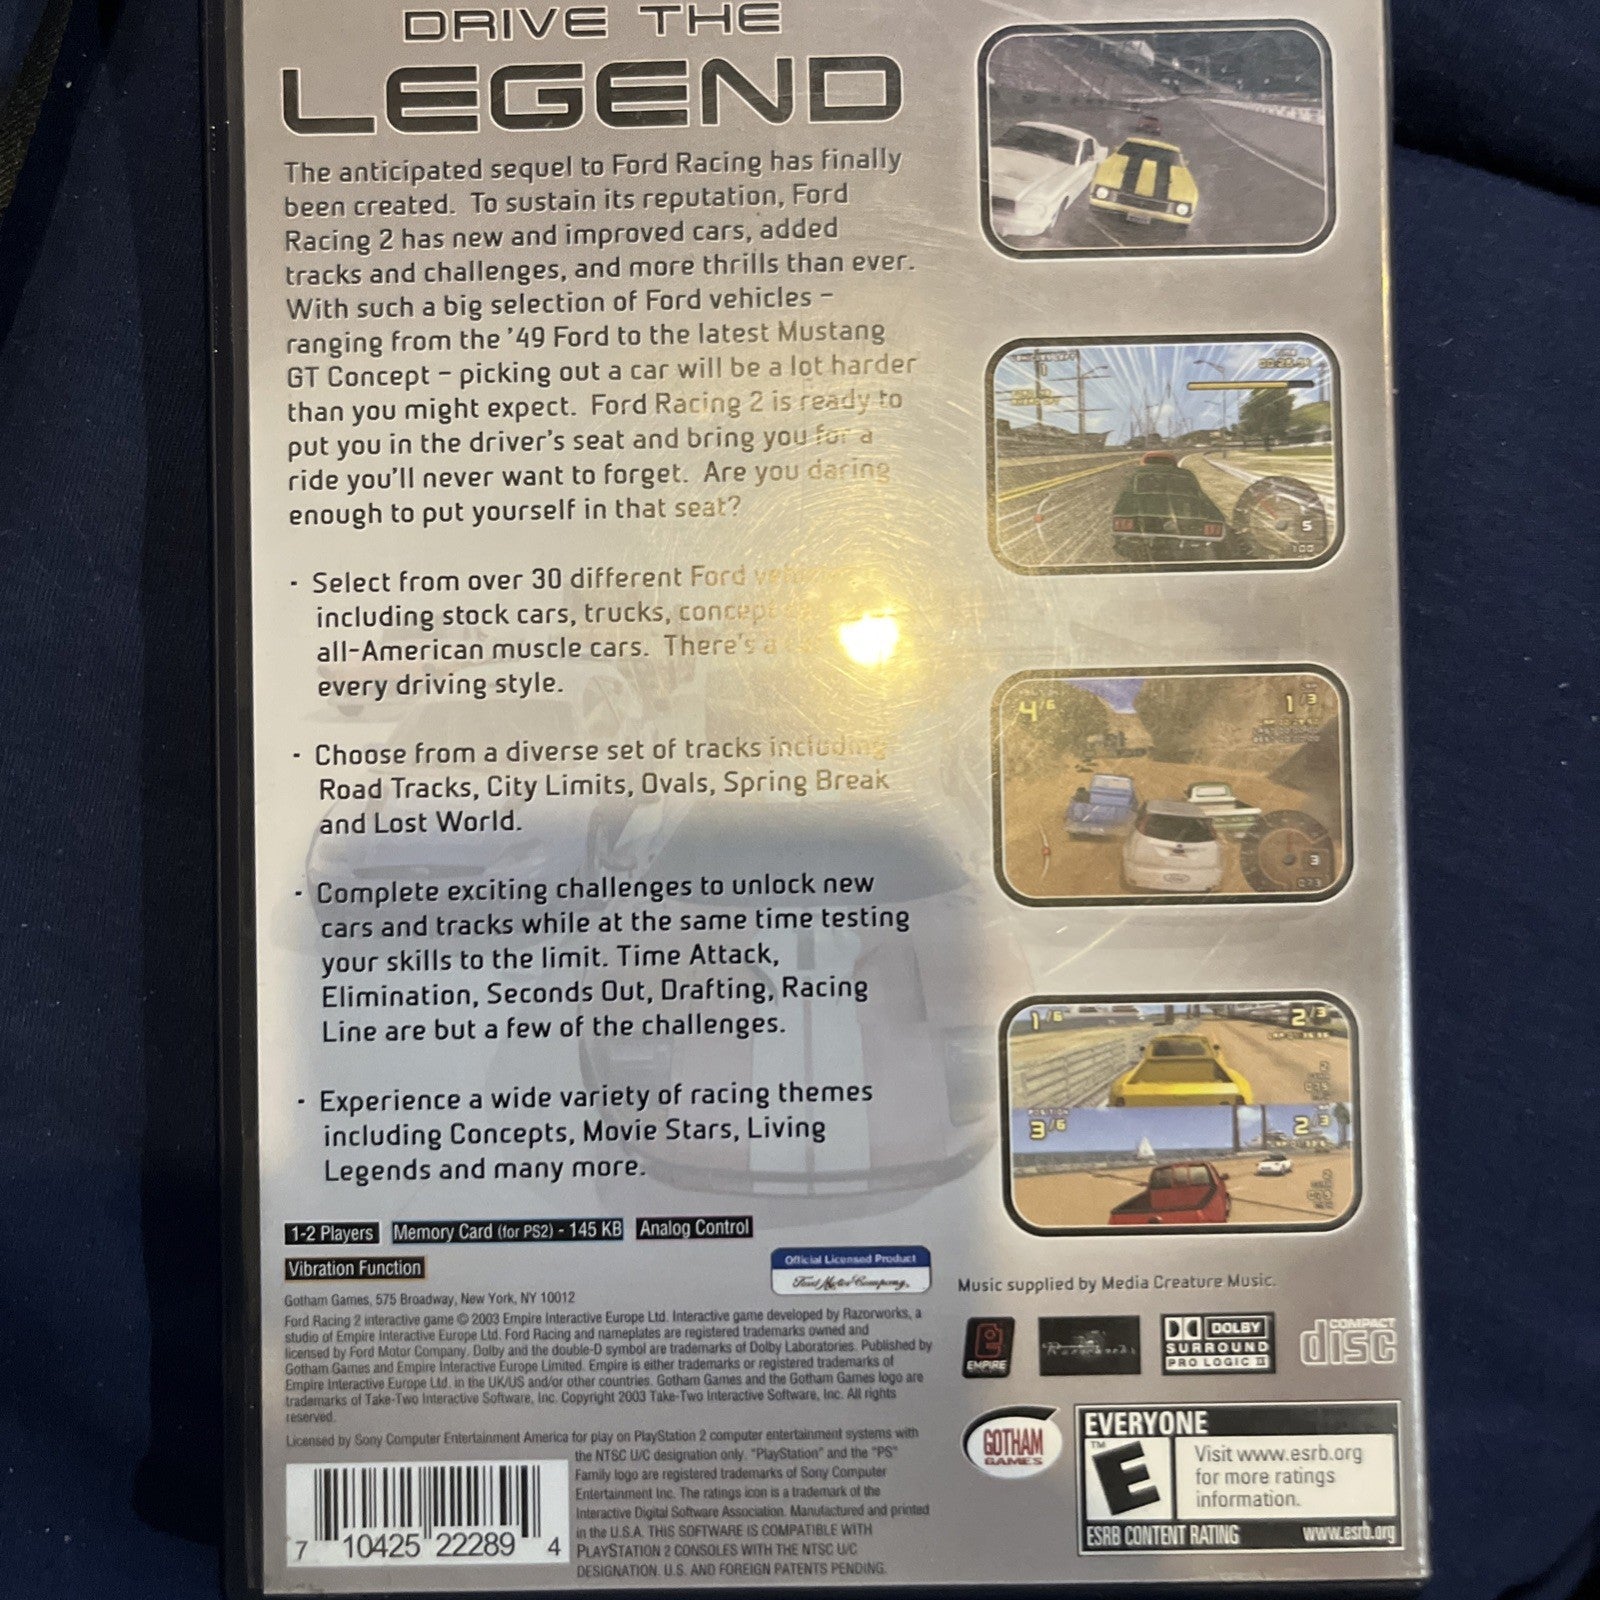 DRIVE THE
LEGEND
The anticipated sequel to Ford Racing has finally
been created. To sustain its reputation, Ford
Racing 2 has new and improved cars, added
tracks and challenges, and more thrills than ever.
With such a big selection of Ford vehicles –
ranging from the '49 Ford to the latest Mustang
GT Concept – picking out a car will be a lot harder
than you might expect. Ford Racing 2 is ready to
put you in the driver's seat and bring you for a
ride you'll never want to forget. Are you daring
enough to put yourself in that seat?
· Select from over 30 different Ford
including stock cars, trucks,
all-American muscle cars. There's a
every driving style.
· Choose from a diverse set of tracks including
Road Tracks, City Limits, Ovals, Spring Break
and Lost World.
· Complete exciting challenges to unlock new
cars and tracks while at the same time testing
your skills to the limit. Time Attack,
Elimination, Seconds Out, Drafting, Racing
Line are but a few of the challenges.
· Experience a wide variety of racing themes
including Concepts, Movie Stars, Living
Legends and many more.
1-2 Players Memory Card (for PS2) - 145 KB Analog Control
Vibration Function
Official Licensed Product
Ford Motor Company,
Gotham Games, 575 Broadway, New York, NY 10012
Ford Racing 2 interactive game © 2003 Empire Interactive Europe Ltd. Interactive game developed by Razorworks, a
studio of Empire Interactive Europe Ltd. Ford Racing and nameplates are registered trademarks owned and
licensed by Ford Motor Company. Dolby and the double-D symbol are trademarks of Dolby Laboratories. Published by
Gotham Games and Empire Interactive Europe Limited. Empire is either trademarks or registered trademarks of
Empire Interactive Europe Ltd. in the UK/US and/or other countries. Gotham Games and the Gotham Games logo are
trademarks of Take-Two Interactive Software, Inc. Copyright 2003 Take-Two Interactive Software, Inc. All rights
reserved.
Licensed by Sony Computer Entertainment America for play on PlayStation 2 computer entertainment systems with
the NTSC U/C designation only. "PlayStation" and the "PS"
Family logo are registered trademarks of Sony Computer
Entertainment Inc. The ratings icon is a trademark of the
Interactive Digital Software Association. Manufactured and printed
in the U.S.A. THIS SOFTWARE IS COMPATIBLE WITH
PLAYSTATION 2 CONSOLES WITH THE NTSC U/C
DESIGNATION. U.S. AND FOREIGN PATENTS PENDING.
7 10425 22289 4
5
4/6
1/3
3
1/6
2/3
POSITION
3/6
2/3
Music supplied by Media Creature Music.
EMPIRE
Razorworks
DOLBY
SURROUND
PRO LOGIC II
COMPACT
disc
GOTHAM
GAMES
EVERYONE
E
TM
Visit www.esrb.org
for more ratings
information.
ESRB CONTENT RATING www.esrb.org